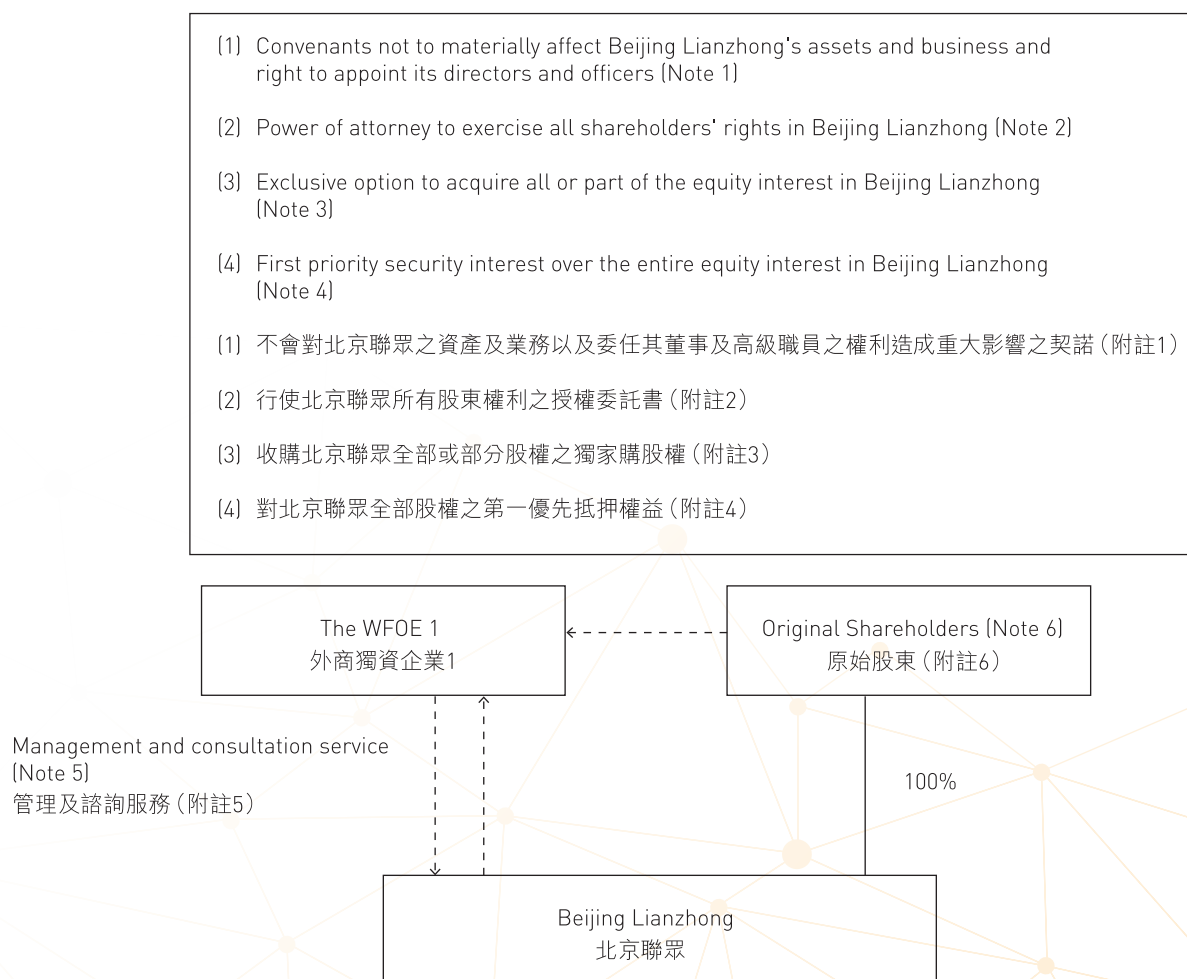 (1) Convenants not to materially affect Beijing Lianzhong's assets and business and
right to appoint its directors and officers (Note 1)
(2) Power of attorney to exercise all shareholders' rights in Beijing Lianzhong (Note 2)
(3) Exclusive option to acquire all or part of the equity interest in Beijing Lianzhong
(Note 3)
(4) First priority security interest over the entire equity interest in Beijing Lianzhong
(Note 4)
(1) 不會對北京聯眾之資產及業務以及委任其董事及高級職員之權利造成重大影響之契諾(附註1)
(2) 行使北京聯眾所有股東權利之授權委託書(附註2)
(3) 收購北京聯眾全部或部分股權之獨家購股權(附註3)
(4) 對北京聯眾全部股權之第一優先抵押權益(附註4)
The WFOE 1
外商獨資企業1
Original Shareholders (Note 6)
原始股東(附註6)
Management and consultation service
(Note 5)
管理及諮詢服務(附註5)
100%
Beijing Lianzhong
北京聯眾